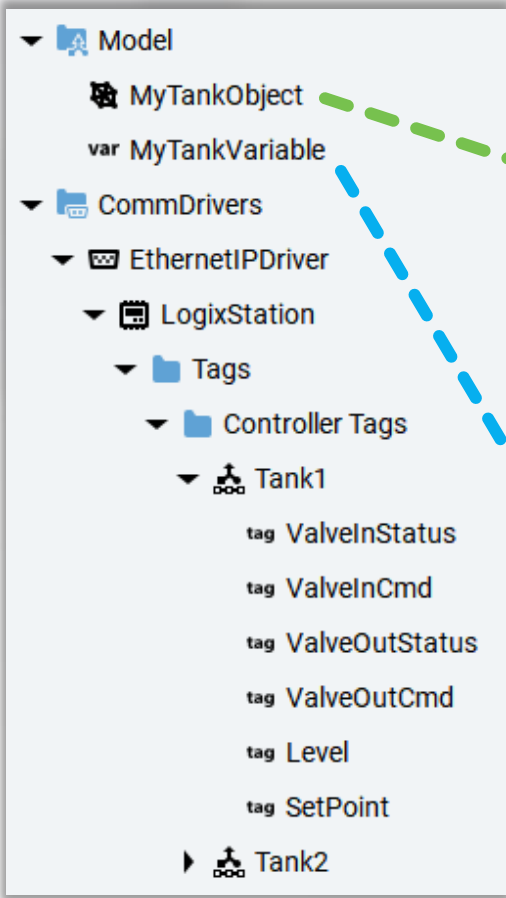 Model
MyTankObject
var MyTankVariable
CommDrivers
EthernetIPDriver
LogixStation
Tags
Controller Tags
Tank1
tag ValveInStatus
tag ValveInCmd
tag ValveOutStatus
tag ValveOutCmd
tag Level
tag SetPoint
Tank2